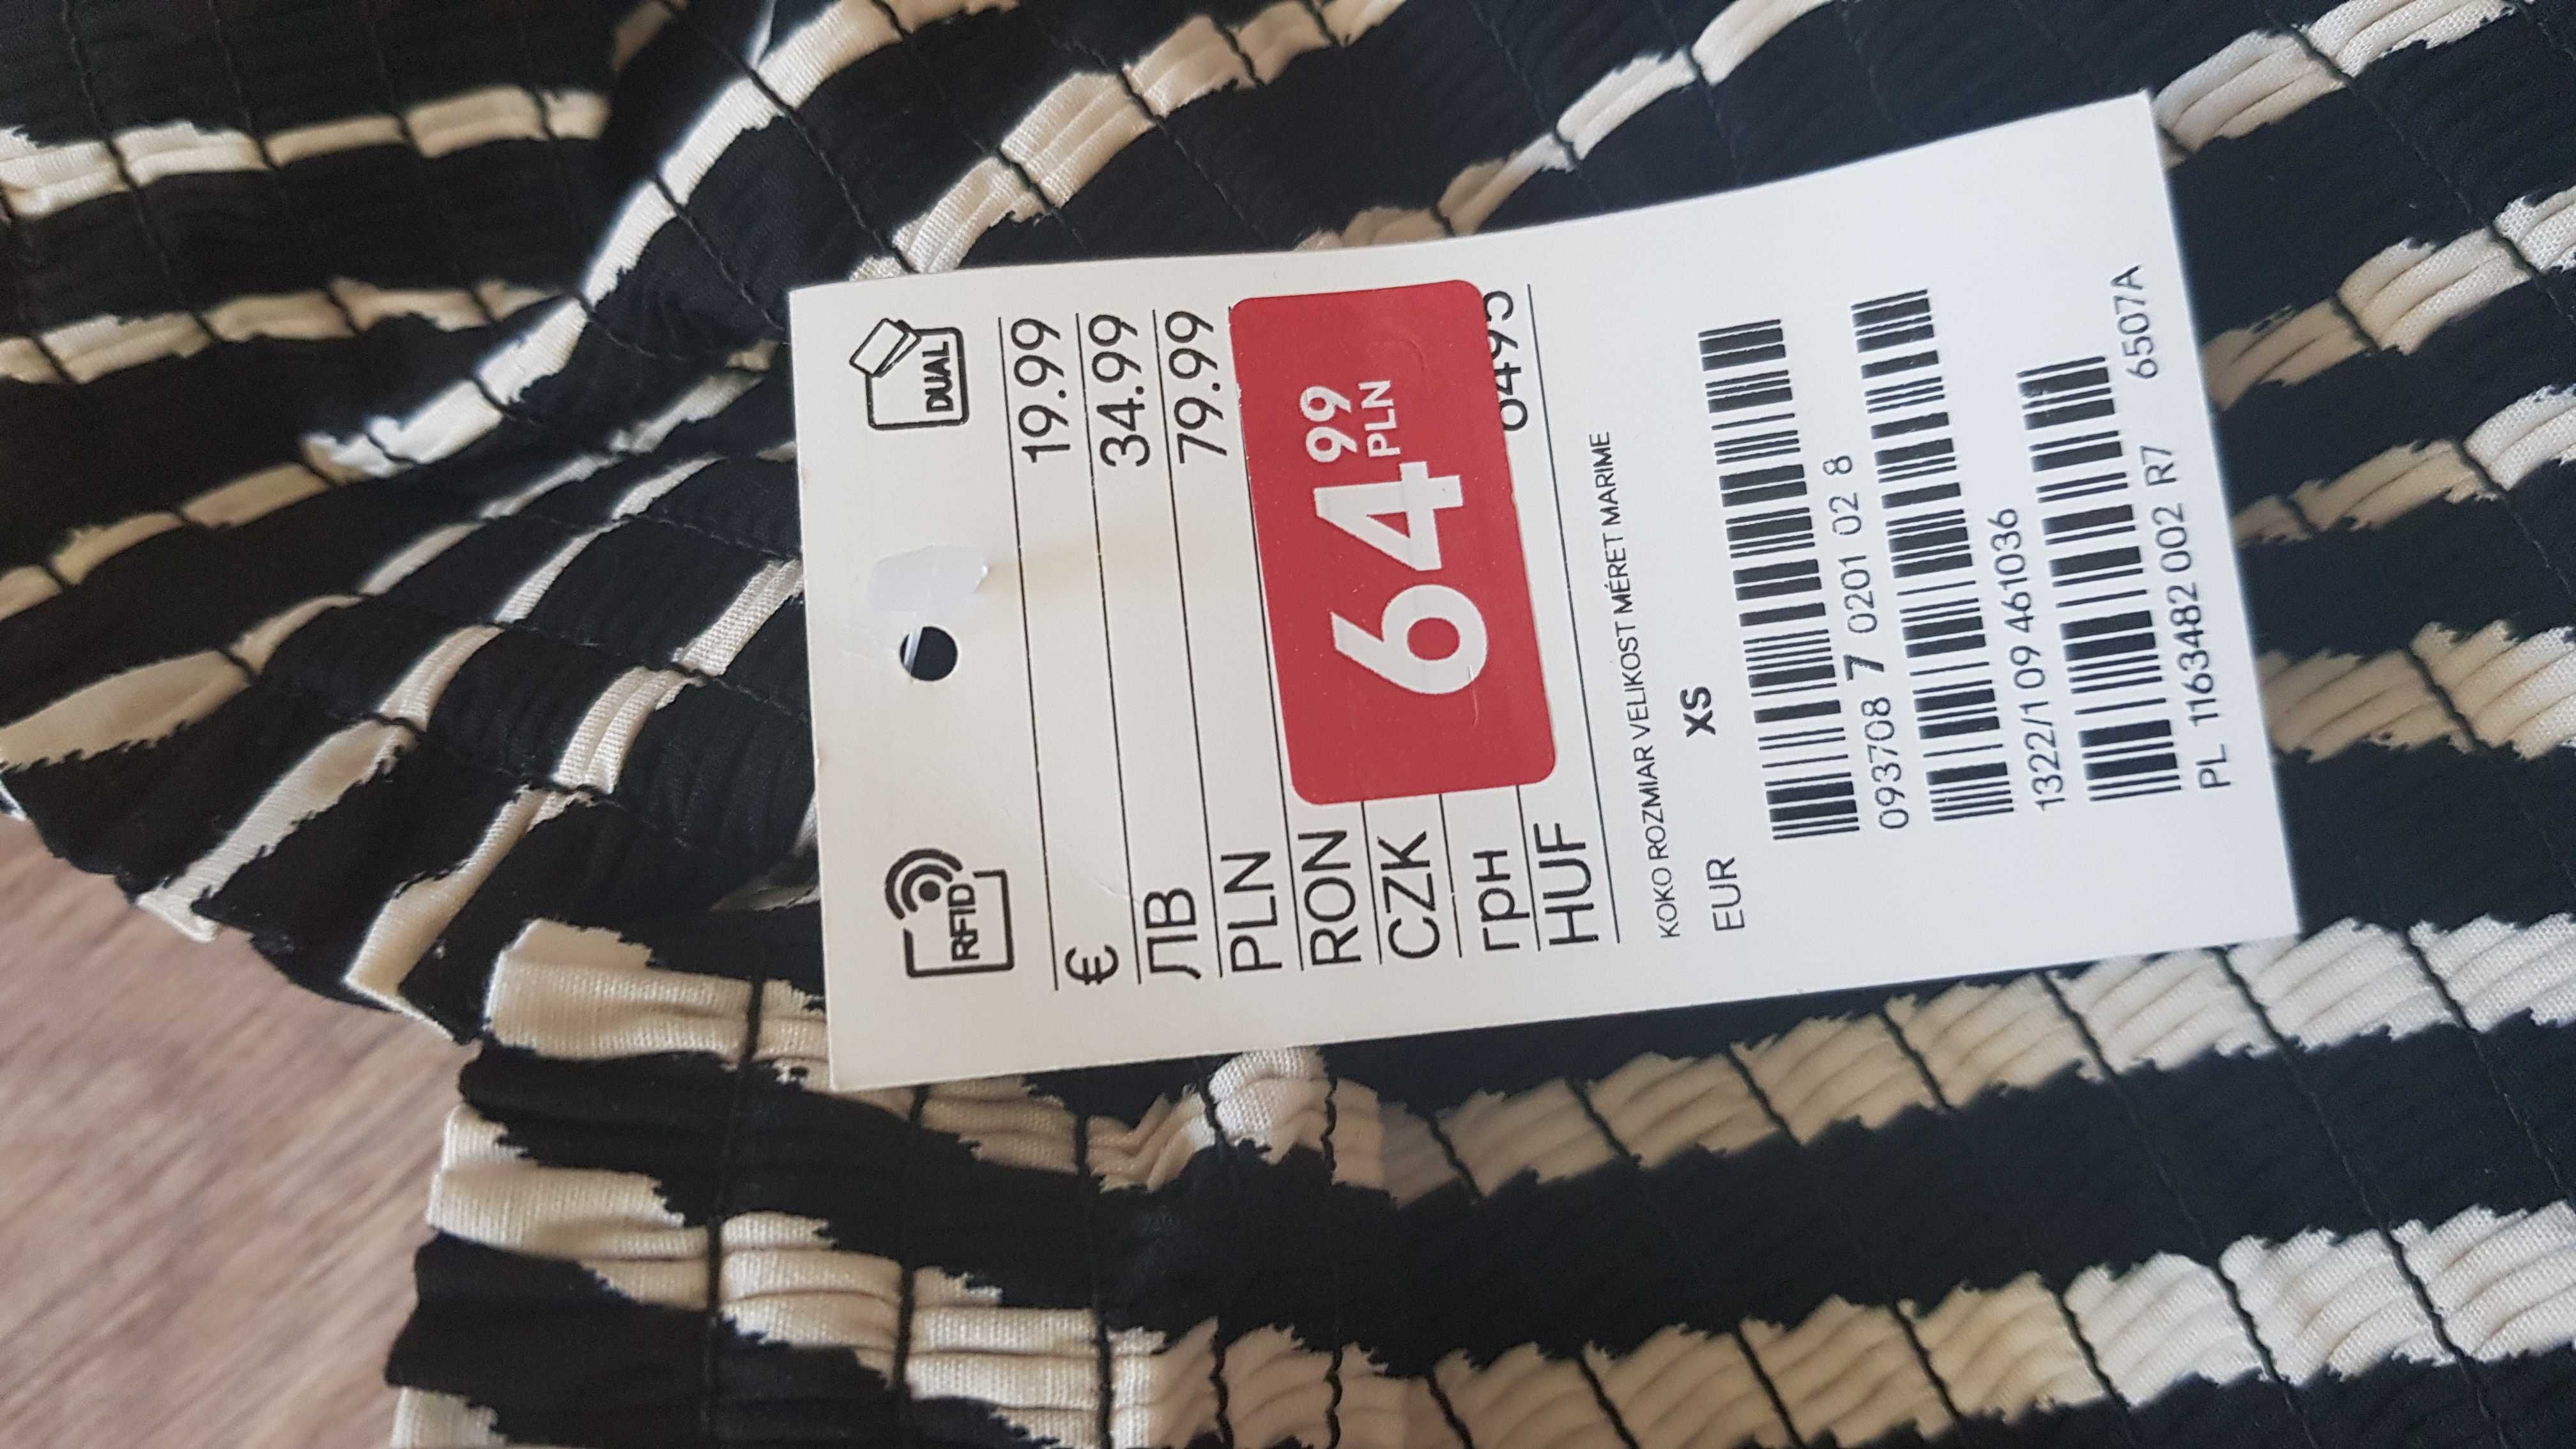 RFID DUAL
€ 19.99
ЛВ 34.99
PLN 79.99
RON
CZK
грн
HUF
64 99
PLN
KOKO ROZMIAR VELIKOST MÉRET MARIME
EUR XS
093708 7 0201 02 8
1322/1 09 461036
PL 1163482 002 R7 6507A